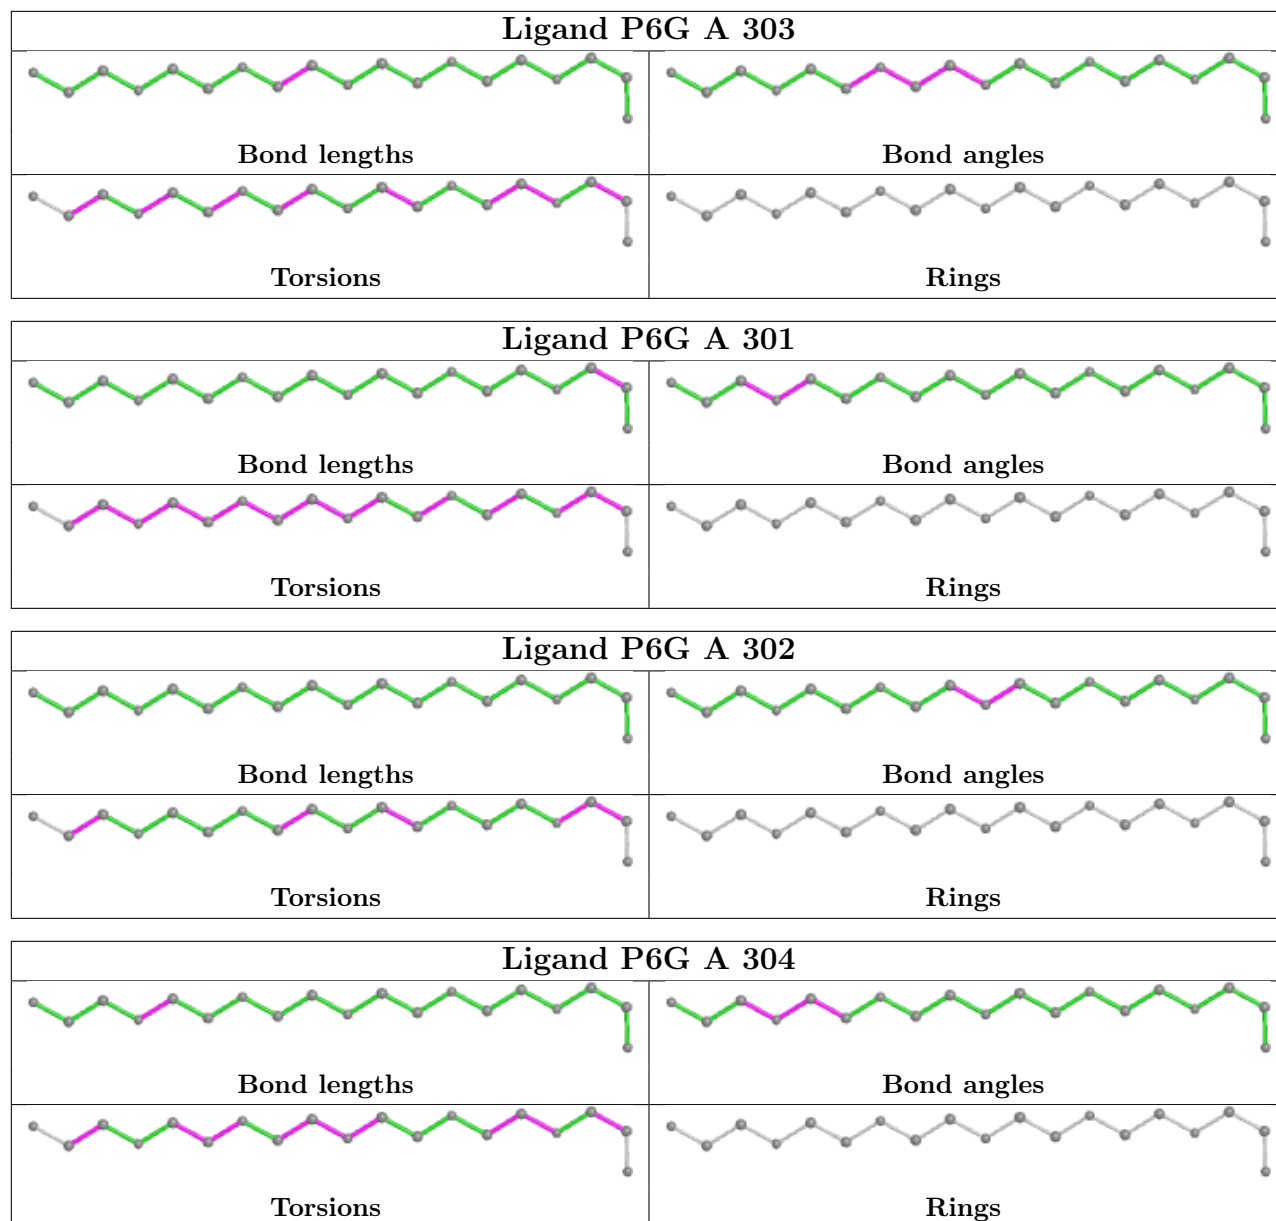 Ligand P6G A 303
Bond lengths
Bond angles
Torsions
Rings
Ligand P6G A 301
Bond lengths
Bond angles
Torsions
Rings
Ligand P6G A 302
Bond lengths
Bond angles
Torsions
Rings
Ligand P6G A 304
Bond lengths
Bond angles
Torsions
Rings